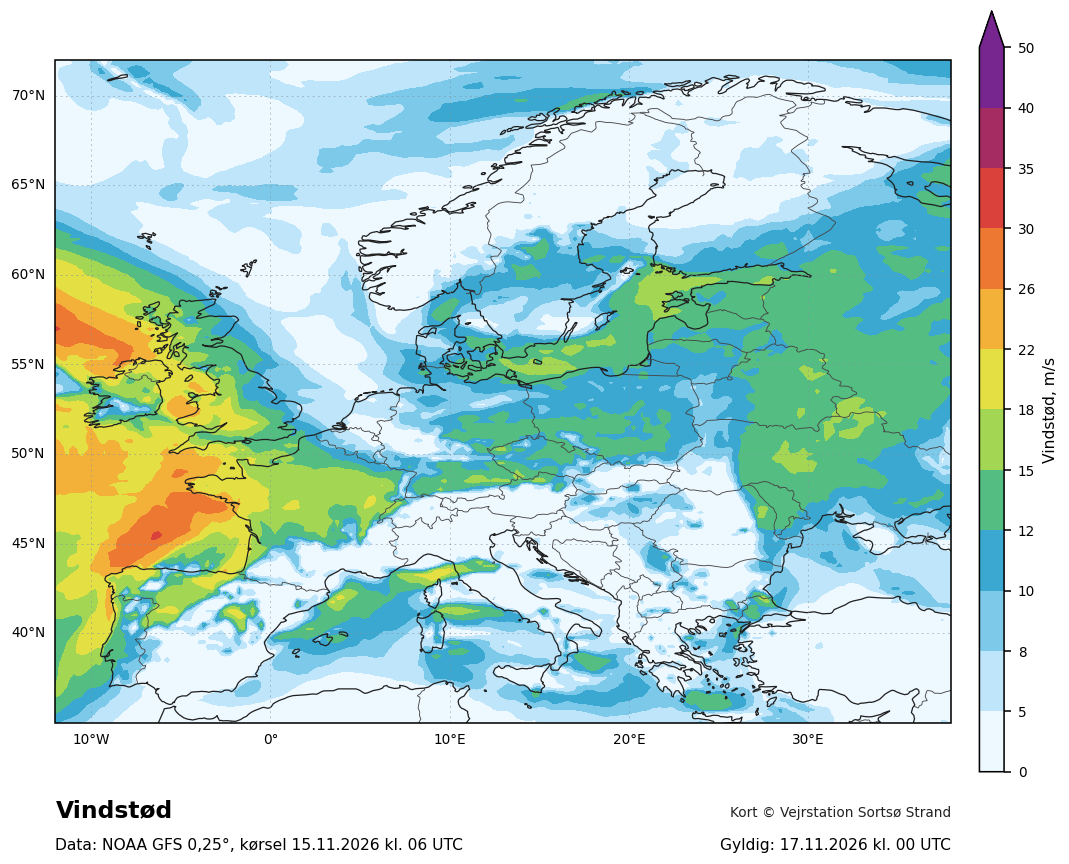 50
40
35
30
26
22
18
15
12
10
8
5
0
Vindstød, m/s
70°N
65°N
60°N
55°N
50°N
45°N
40°N
10°W
0°
10°E
20°E
30°E
Vindstød
Kort © Vejrstation Sortsø Strand
Data: NOAA GFS 0,25°, kørsel 15.11.2026 kl. 06 UTC
Gyldig: 17.11.2026 kl. 00 UTC